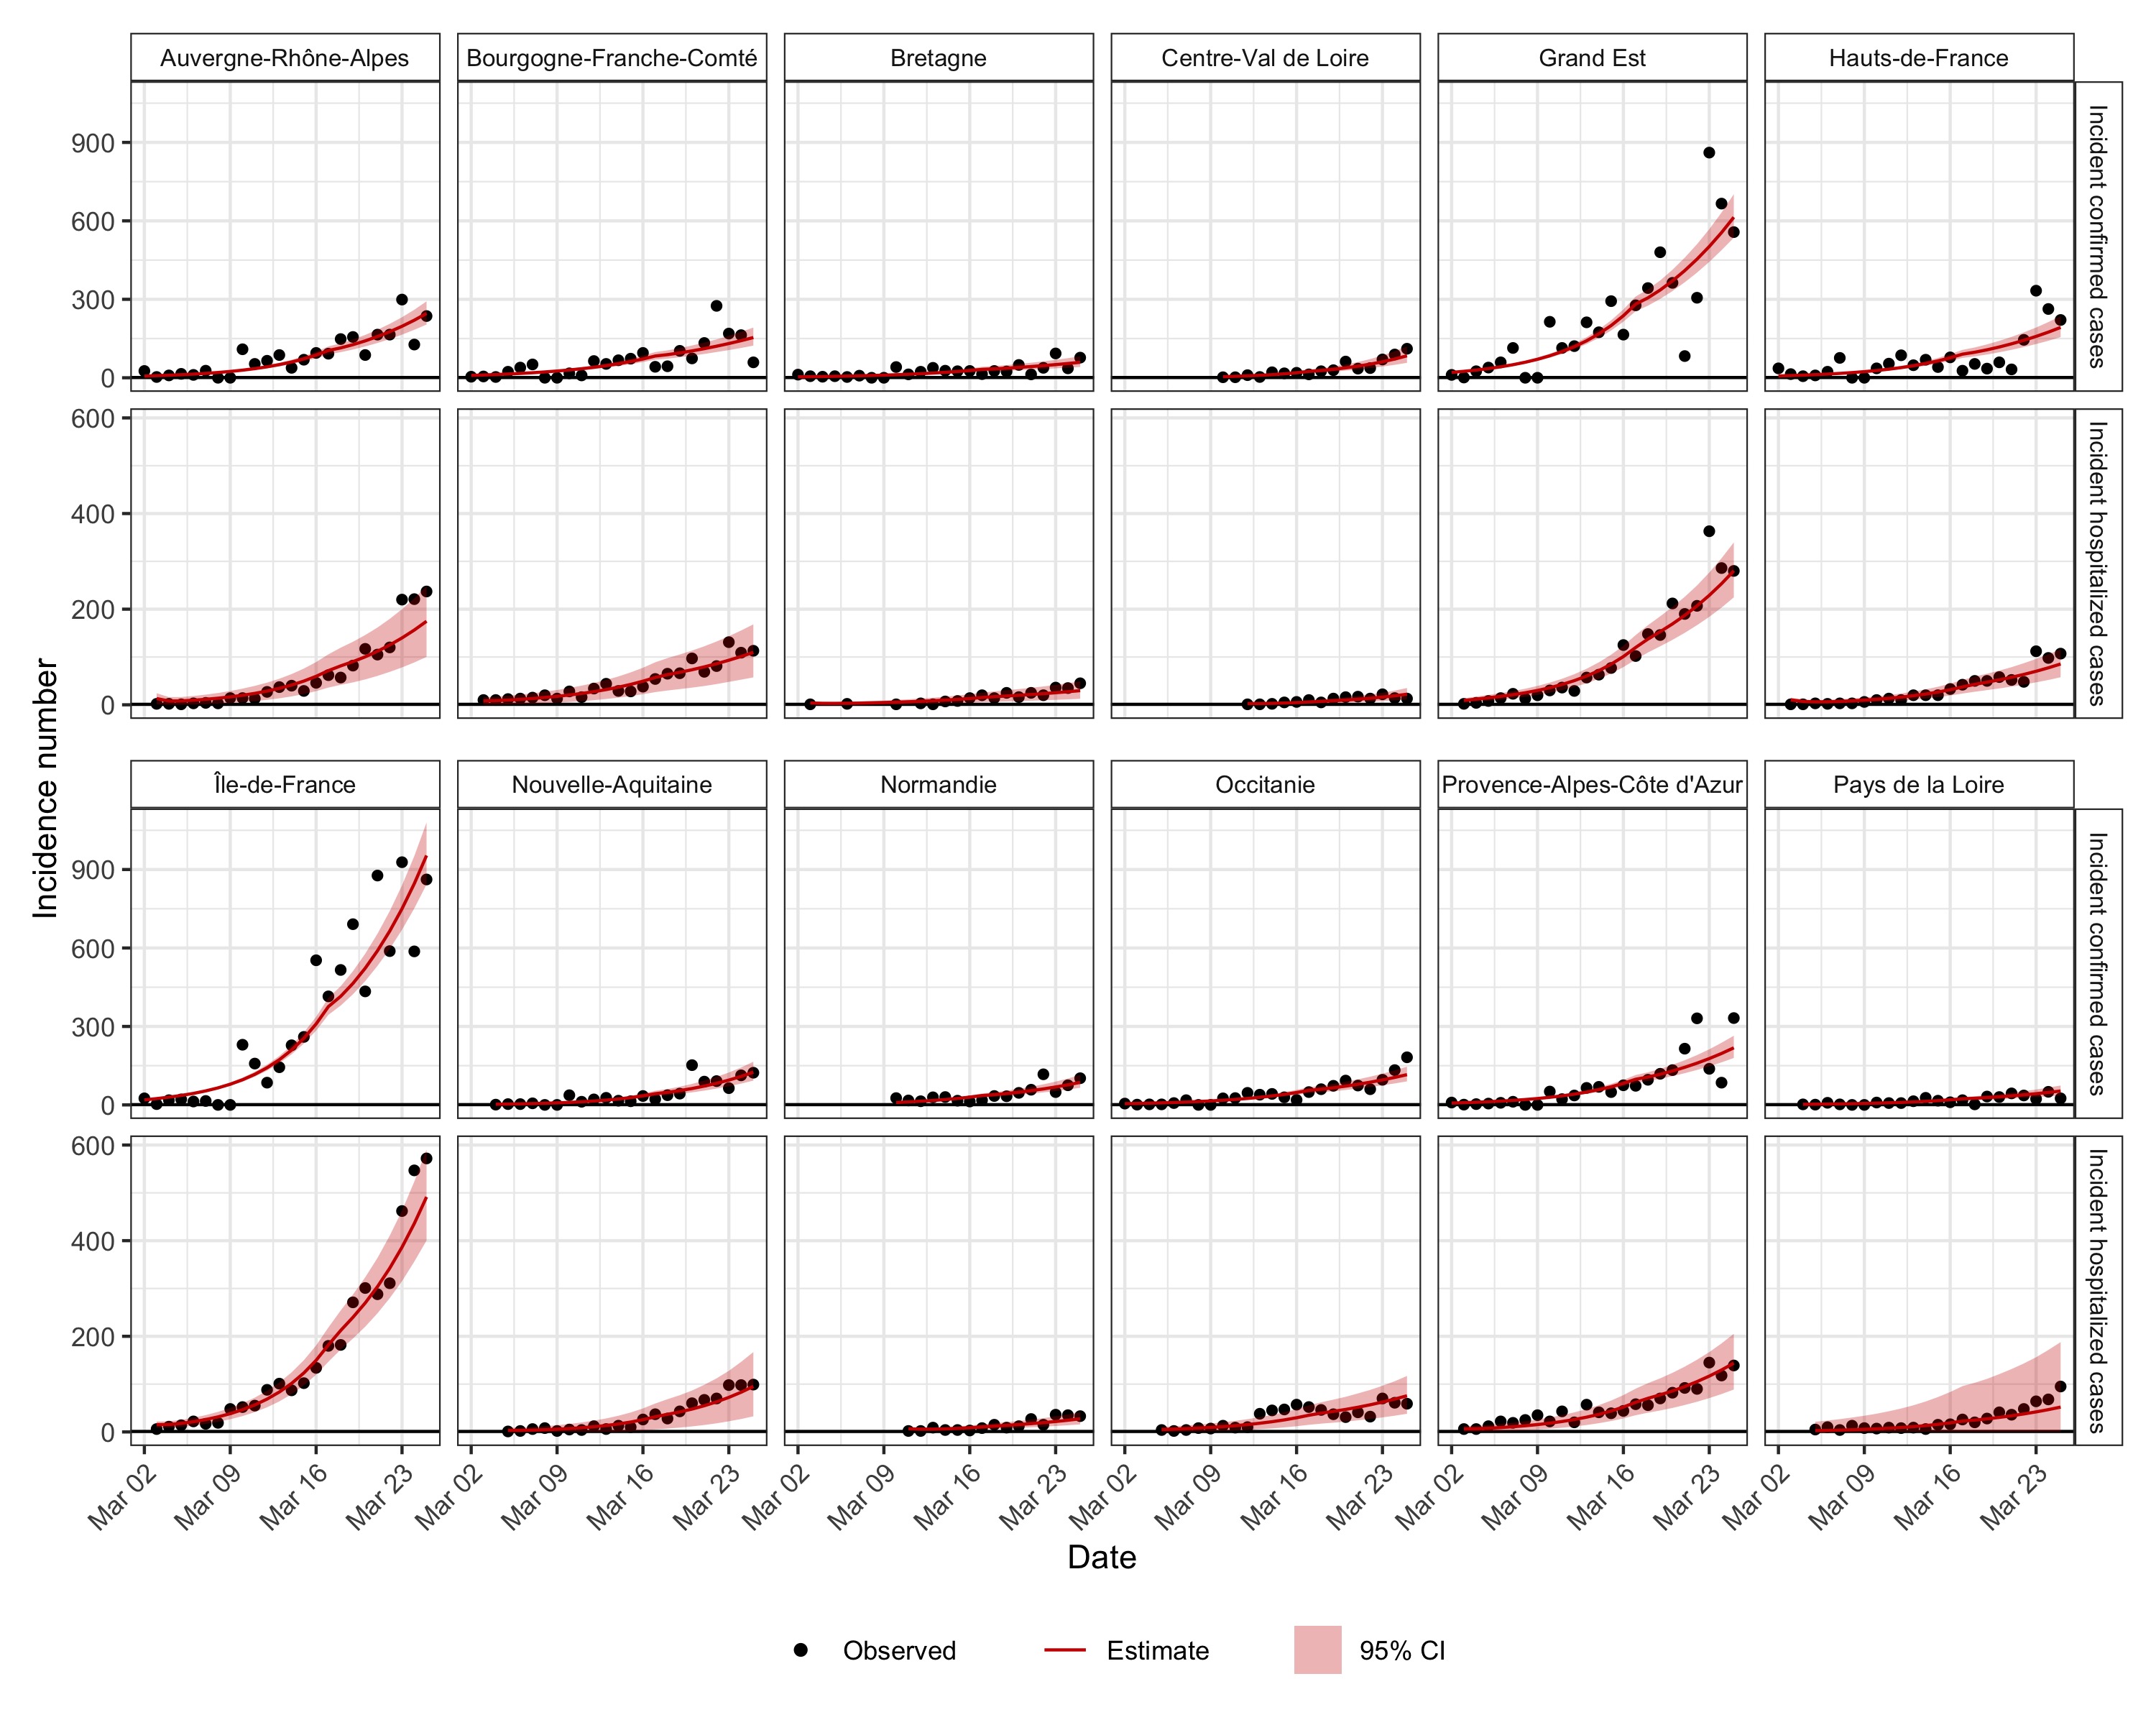 Auvergne-Rhône-Alpes
Bourgogne-Franche-Comté
Bretagne
Centre-Val de Loire
Grand Est
Hauts-de-France
900
600
300
0
Incident confirmed cases
600
400
200
0
Incident hospitalized cases
Incidence number
Île-de-France
Nouvelle-Aquitaine
Normandie
Occitanie
Provence-Alpes-Côte d'Azur
Pays de la Loire
900
600
300
0
Incident confirmed cases
600
400
200
0
Incident hospitalized cases
Mar 02
Mar 09
Mar 16
Mar 23
Mar 02
Mar 09
Mar 16
Mar 23
Mar 02
Mar 09
Mar 16
Mar 23
Mar 02
Mar 09
Mar 16
Mar 23
Mar 02
Mar 09
Mar 16
Mar 23
Mar 02
Mar 09
Mar 16
Mar 23
Date
Observed
Estimate
95% CI